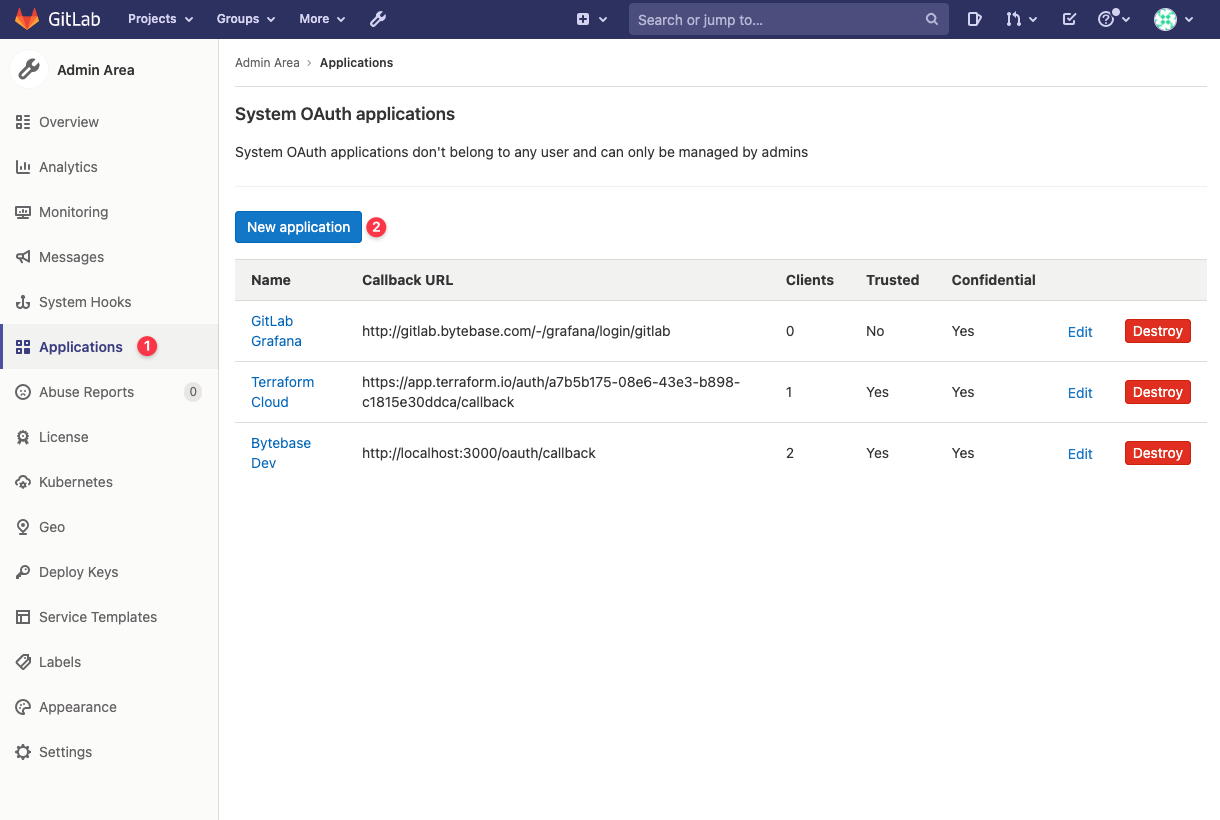 GitLab Projects Groups More Search or jump to...
Admin Area
Overview
Analytics
Monitoring
Messages
System Hooks
Applications 1
Abuse Reports 0
License
Kubernetes
Geo
Deploy Keys
Service Templates
Labels
Appearance
Settings
Admin Area › Applications
System OAuth applications
System OAuth applications don't belong to any user and can only be managed by admins
New application 2
Name Callback URL Clients Trusted Confidential
GitLab
Grafana
http://gitlab.bytebase.com/-/grafana/login/gitlab 0 No Yes Edit Destroy
Terraform
Cloud
https://app.terraform.io/auth/a7b5b175-08e6-43e3-b898-
c1815e30ddca/callback
1 Yes Yes Edit Destroy
Bytebase
Dev
http://localhost:3000/oauth/callback 2 Yes Yes Edit Destroy